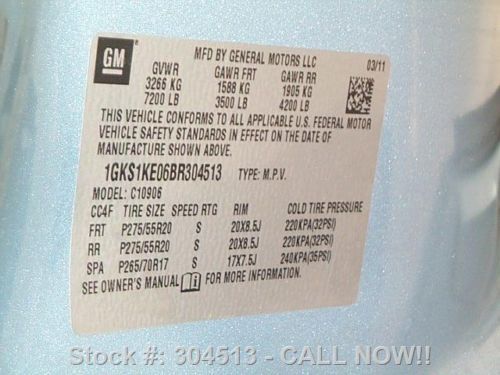 GM
MFD BY GENERAL MOTORS LLC
GVWR GAWR FRT GAWR RR 03/11
3266 KG 1588 KG 1905 KG
7200 LB 3500 LB 4200 LB
THIS VEHICLE CONFORMS TO ALL APPLICABLE U.S. FEDERAL MOTOR
VEHICLE SAFETY STANDARDS IN EFFECT ON THE DATE OF
MANUFACTURE SHOWN ABOVE.
1GKS1KE06BR304513 TYPE: M.P.V.
MODEL: C10906
CC4F TIRE SIZE SPEED RTG RIM COLD TIRE PRESSURE
FRT P275/55R20 S 20X8.5J 220KPA(32PSI)
RR P275/55R20 S 20X8.5J 220KPA(32PSI)
SPA P265/70R17 S 17X7.5J 240KPA(35PSI)
SEE OWNER'S MANUAL FOR MORE INFORMATION.
Stock #: 304513 - CALL NOW!!